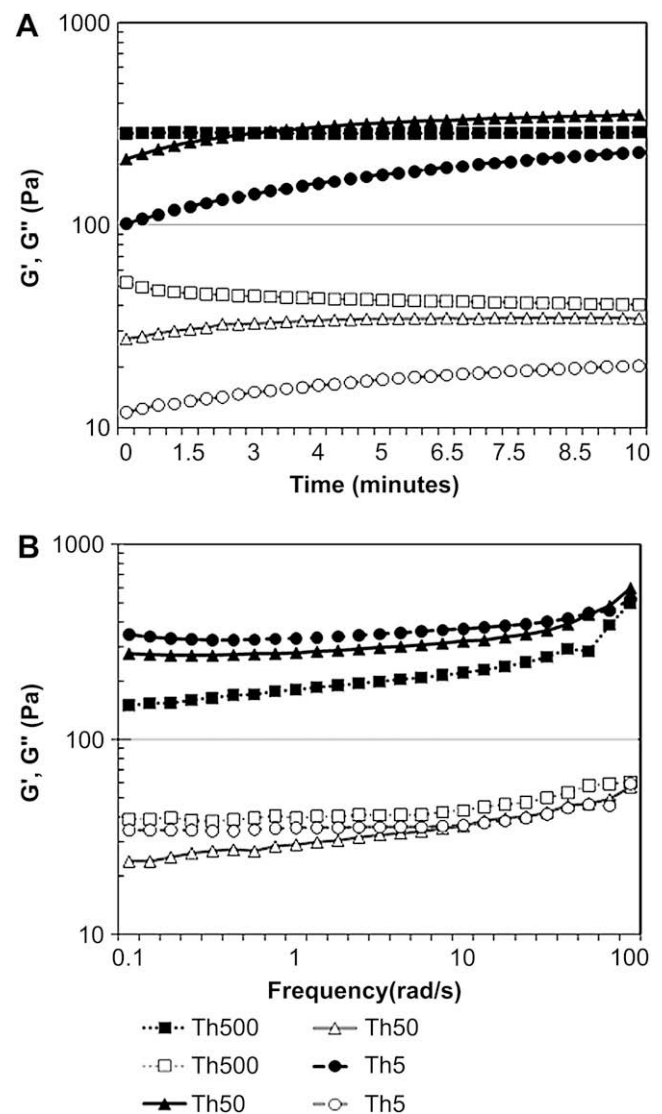 A
1000
100
10
G', G" (Pa)
0 1.5 3 4 5 6.5 7.5 8.5 10
Time (minutes)
B
1000
100
10
G', G" (Pa)
0.1 1 10 100
Frequency(rad/s)
Th500 Th50
Th500 Th5
Th50 Th5